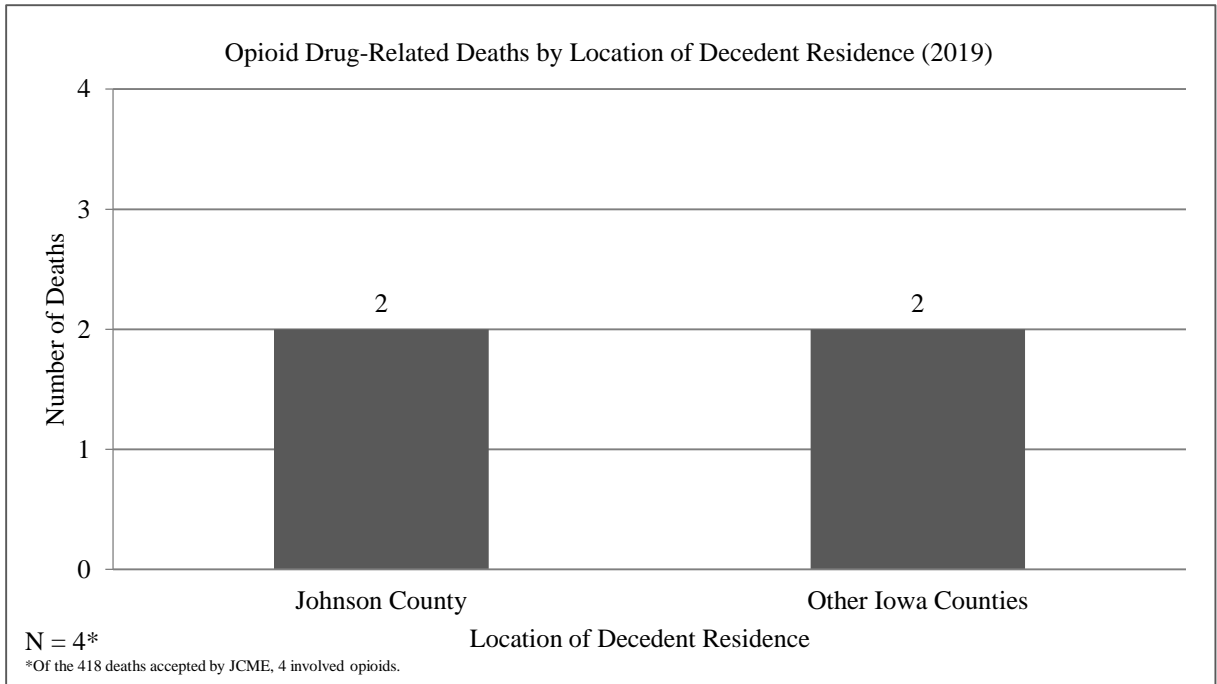 Opioid Drug-Related Deaths by Location of Decedent Residence (2019)
Number of Deaths
4
3
2
1
0
2
2
Johnson County
Other Iowa Counties
Location of Decedent Residence
N = 4*
*Of the 418 deaths accepted by JCME, 4 involved opioids.